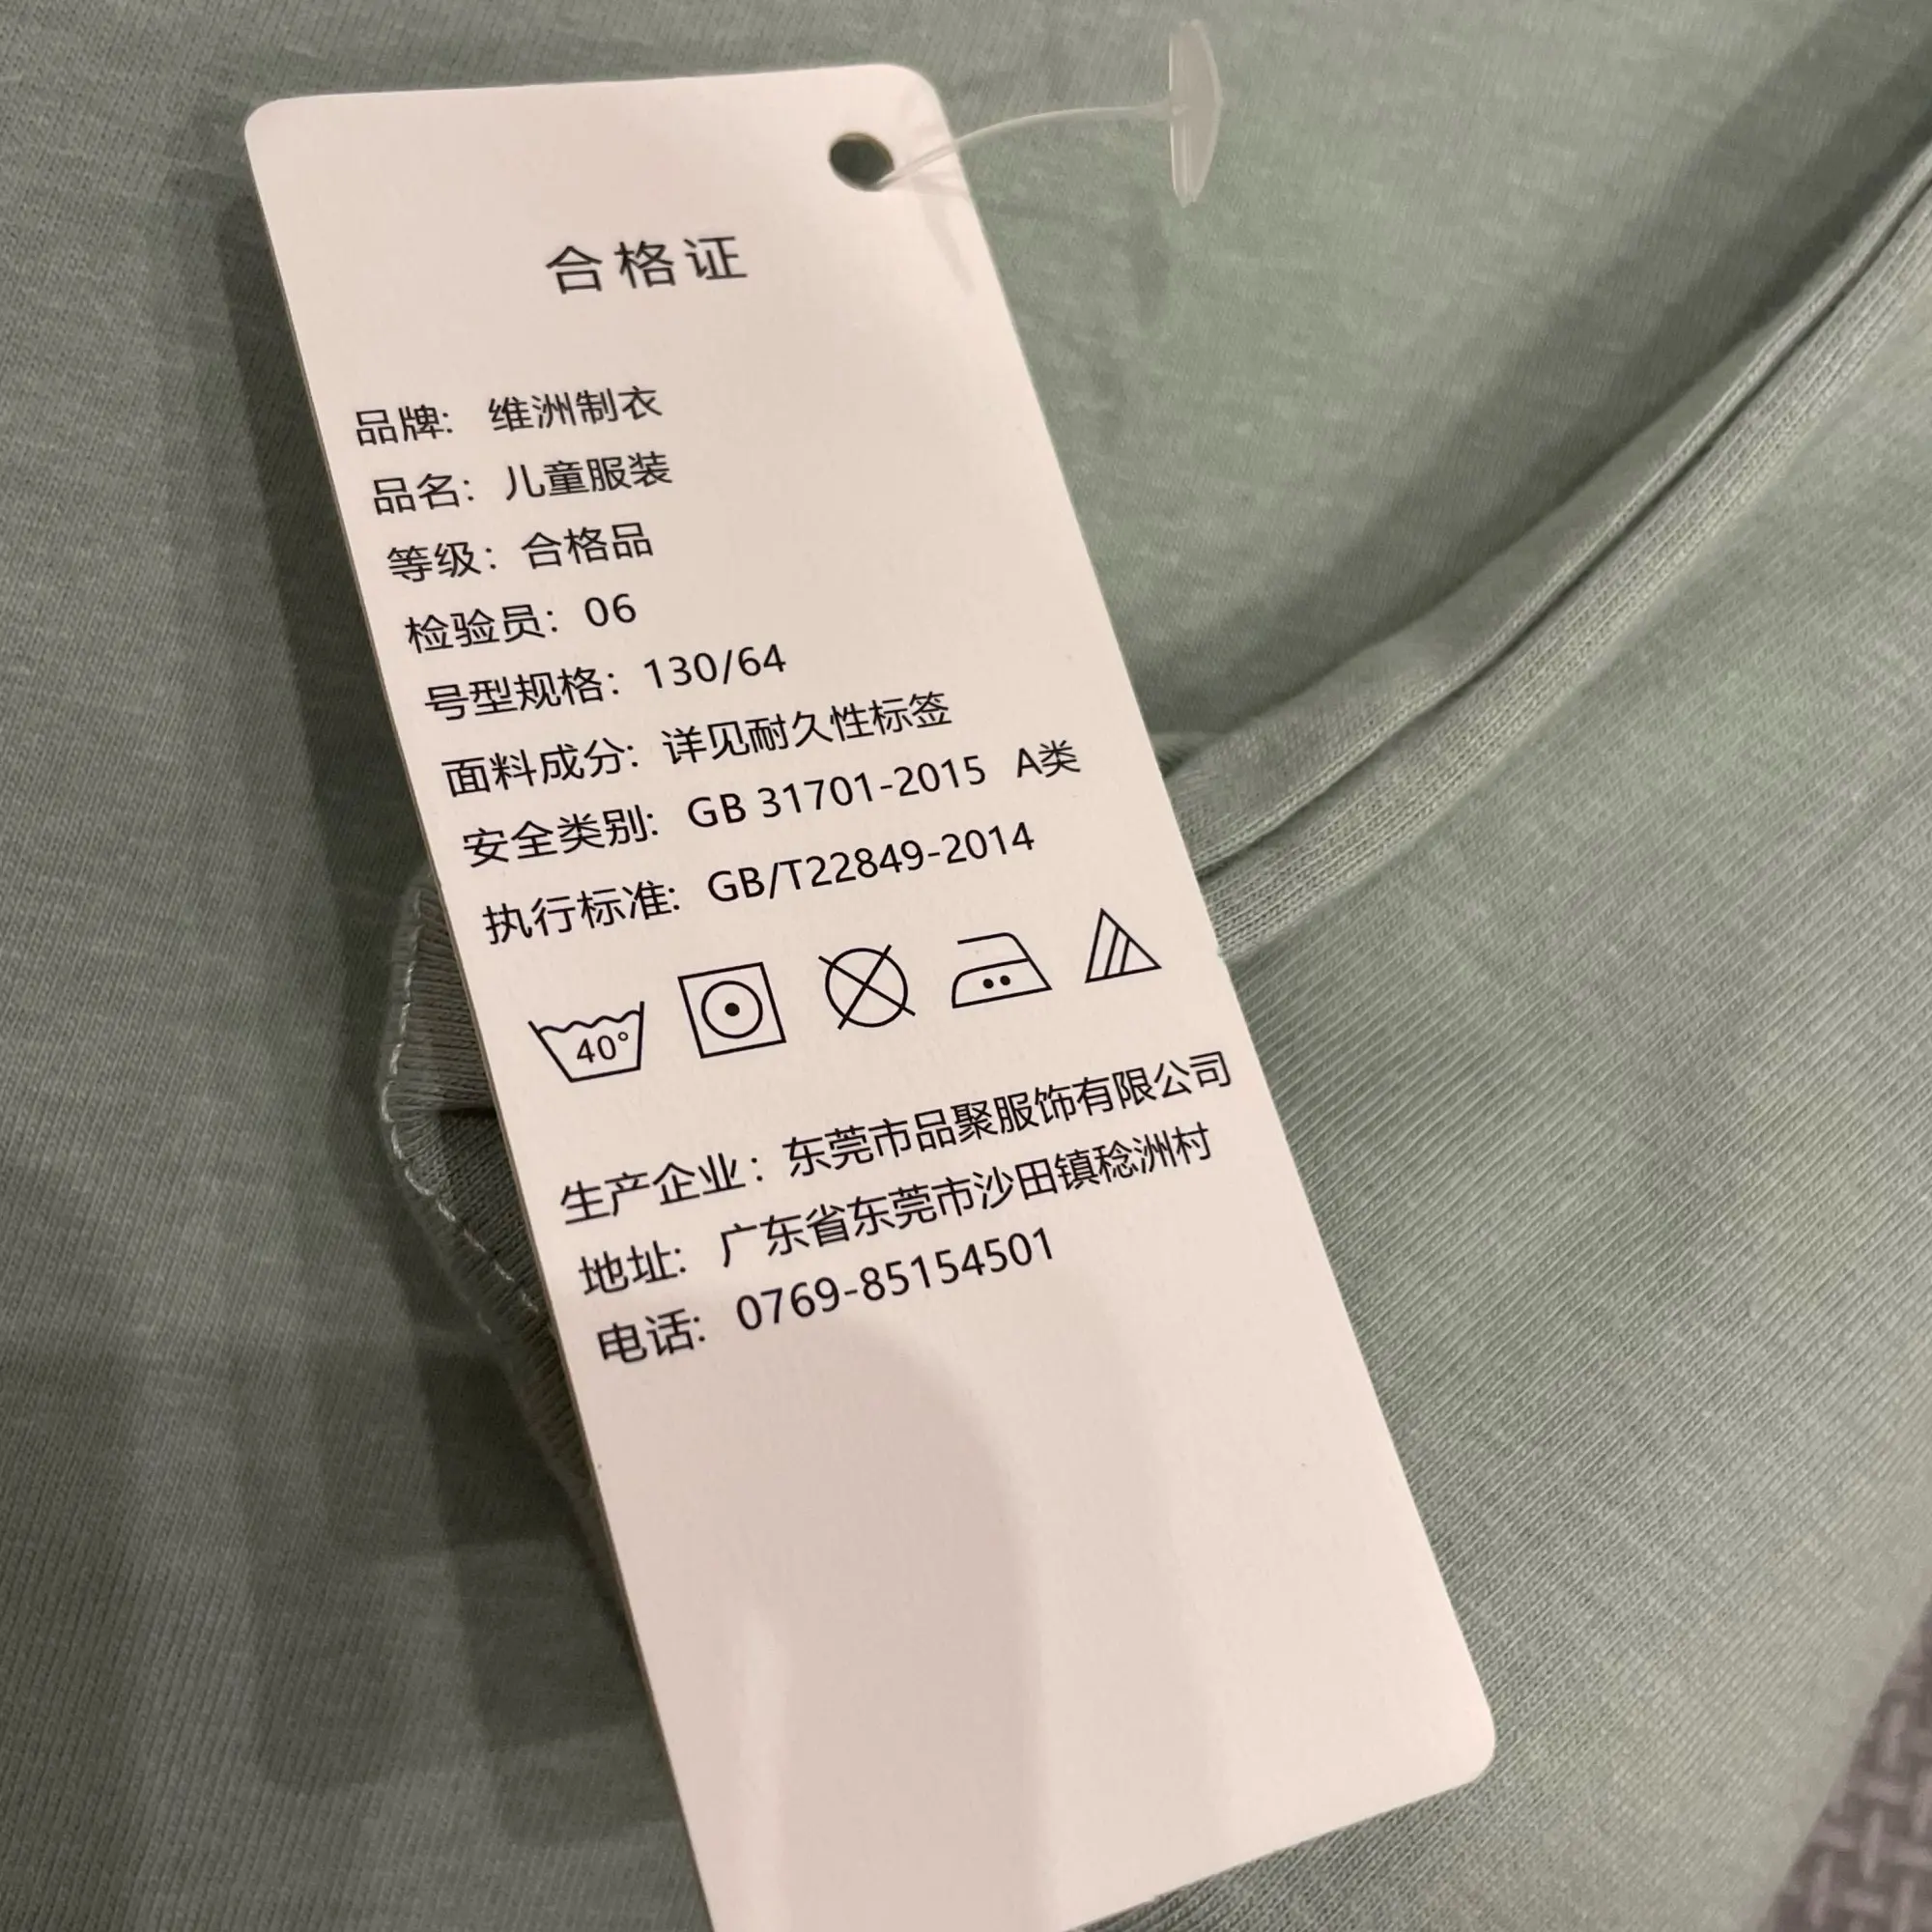 合格证
品牌: 维洲制衣
品名: 儿童服装
等级: 合格品
检验员: 06
号型规格: 130/64
面料成分: 详见耐久性标签
安全类别: GB 31701-2015 A类
执行标准: GB/T22849-2014
40°
生产企业: 东莞市品聚服饰有限公司
地址: 广东省东莞市沙田镇稔洲村
电话: 0769-85154501